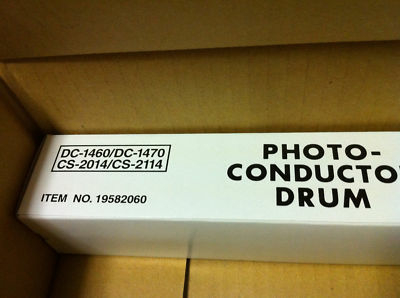 DC-1460/DC-1470
CS-2014/CS-2114
ITEM NO. 19582060
PHOTO-
CONDUCTO
DRUM